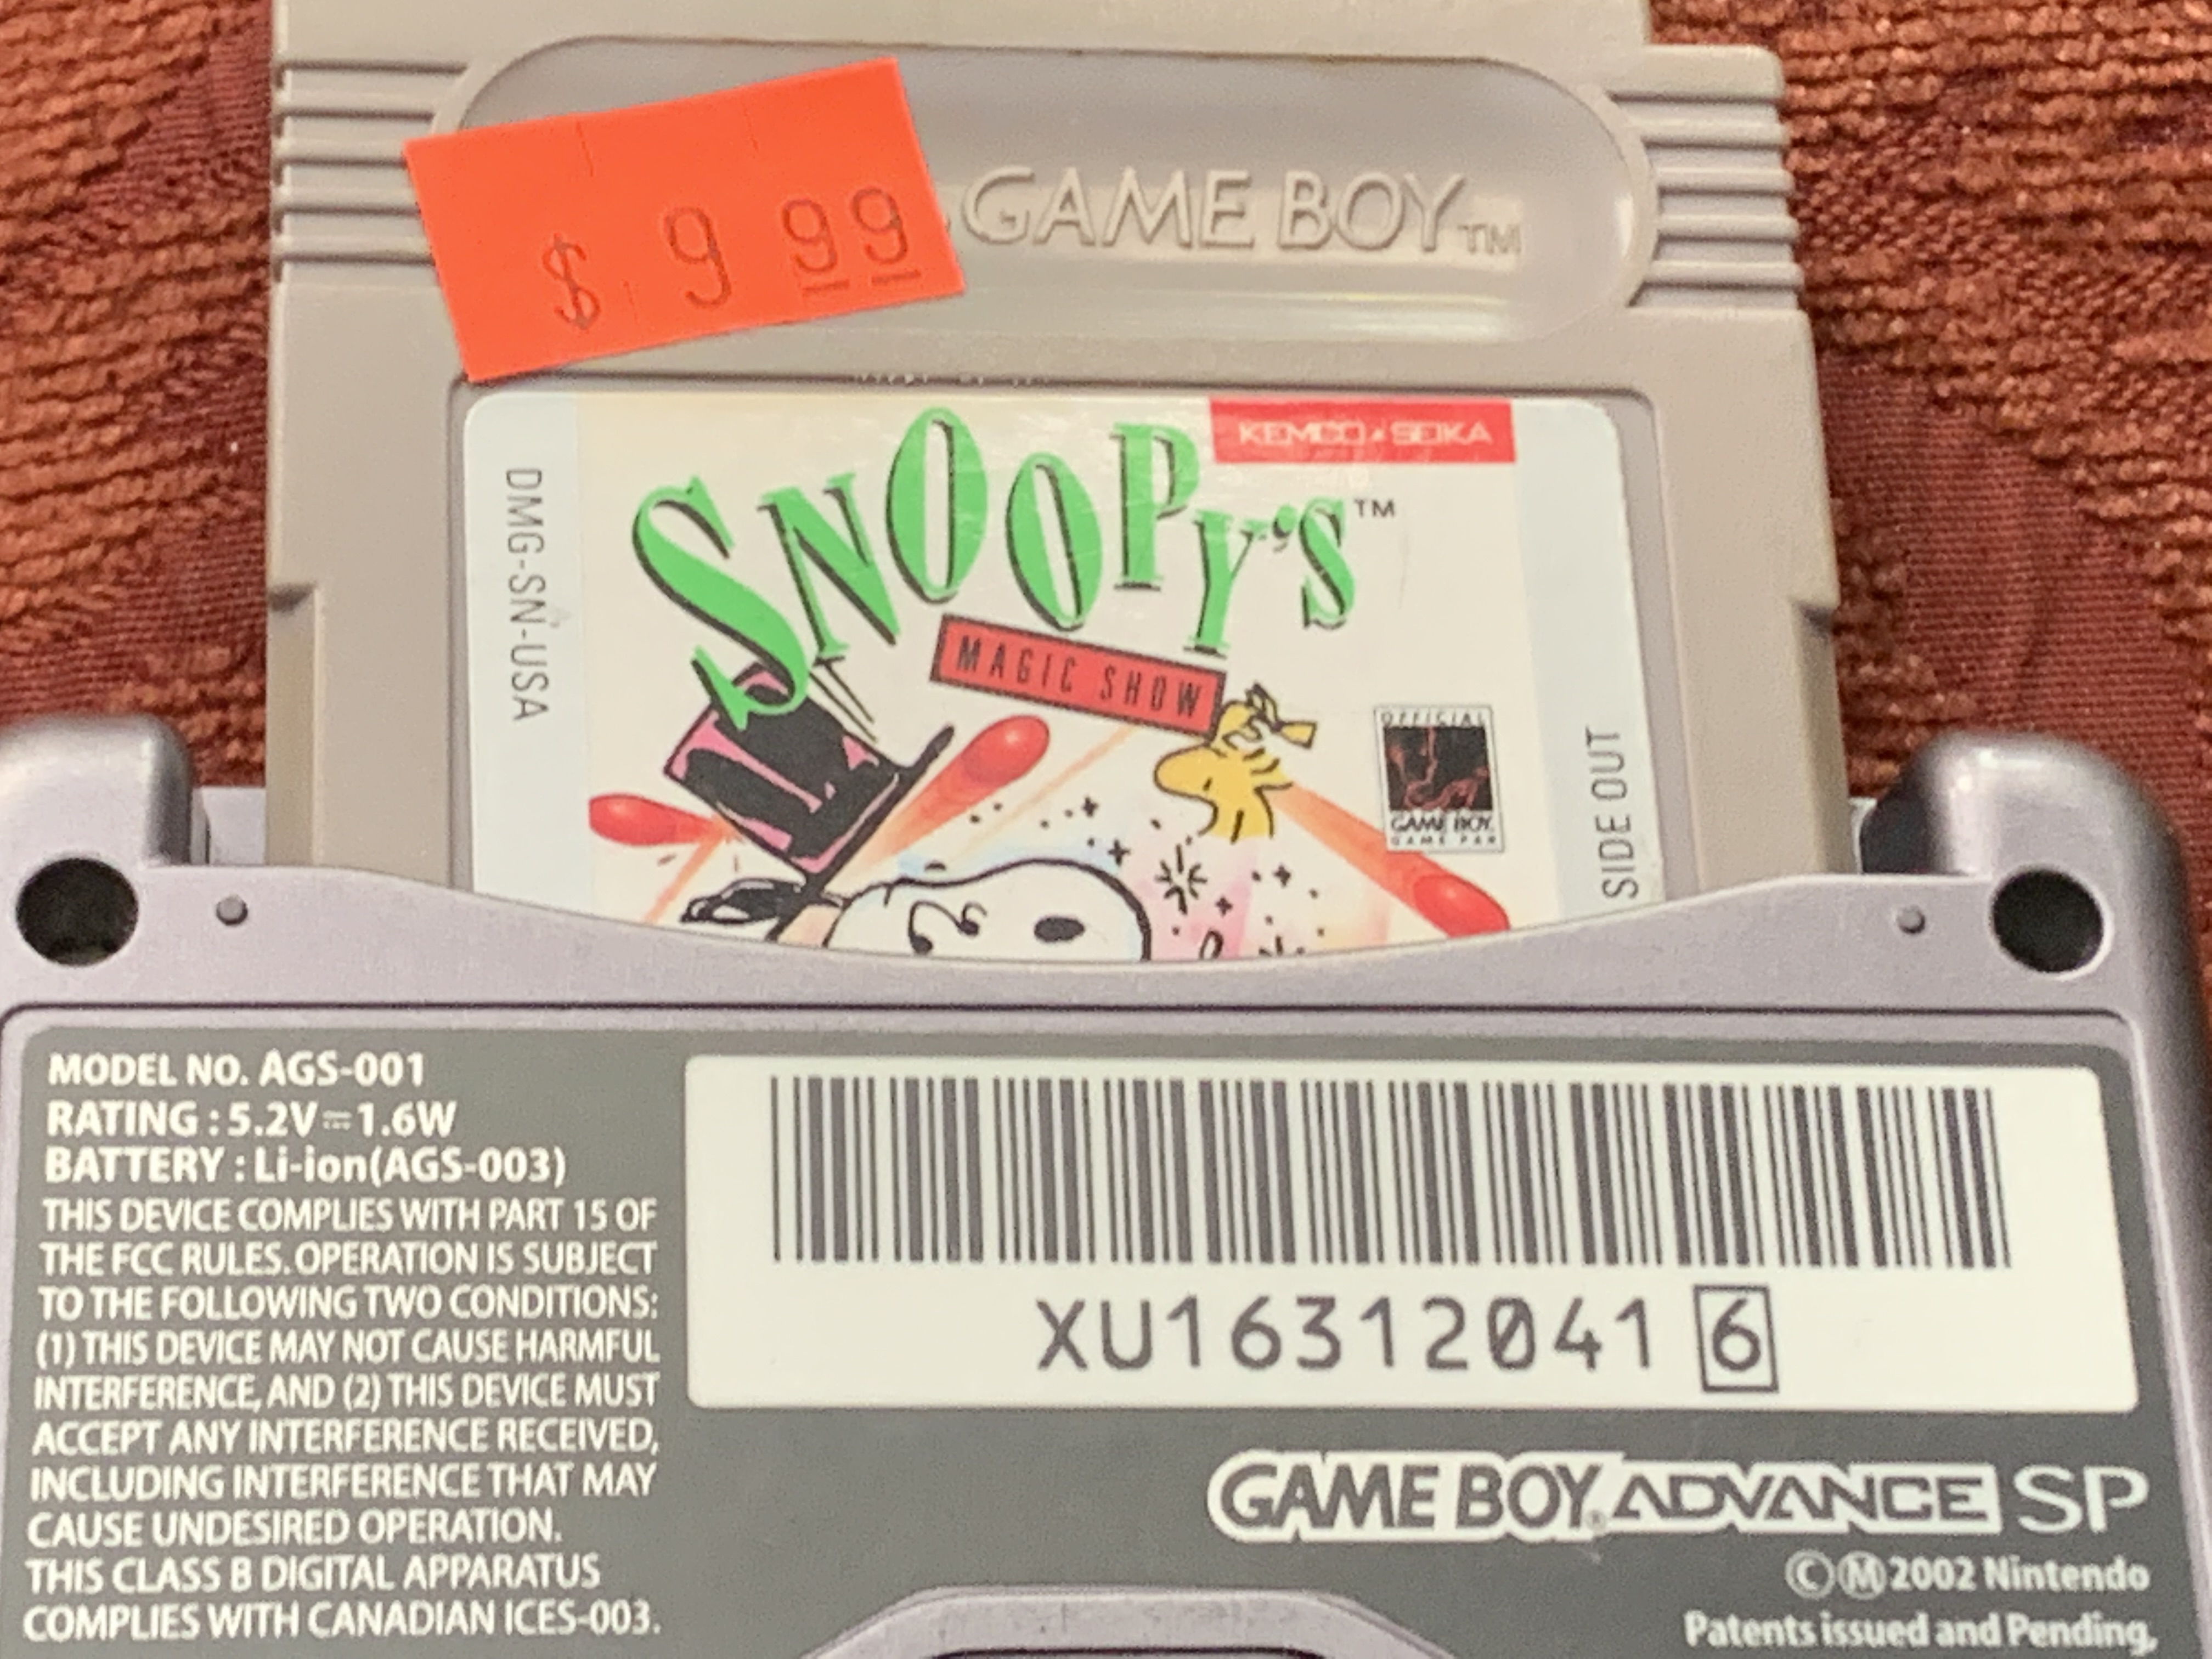 $ 9 99
GAME BOY TM
KEMCO SEIKA
SNOOPY'S TM
MAGIC SHOW
DMG-SN-USA
OFFICIAL
GAME BOY
GAME PAK
SIDE OUT
MODEL NO. AGS-001
RATING : 5.2V⎓1.6W
BATTERY : Li-ion(AGS-003)
THIS DEVICE COMPLIES WITH PART 15 OF
THE FCC RULES. OPERATION IS SUBJECT
TO THE FOLLOWING TWO CONDITIONS:
(1) THIS DEVICE MAY NOT CAUSE HARMFUL
INTERFERENCE, AND (2) THIS DEVICE MUST
ACCEPT ANY INTERFERENCE RECEIVED,
INCLUDING INTERFERENCE THAT MAY
CAUSE UNDESIRED OPERATION.
THIS CLASS B DIGITAL APPARATUS
COMPLIES WITH CANADIAN ICES-003.
XU16312041 6
GAME BOY® ADVANCE SP
©Ⓜ2002 Nintendo
Patents issued and Pending,